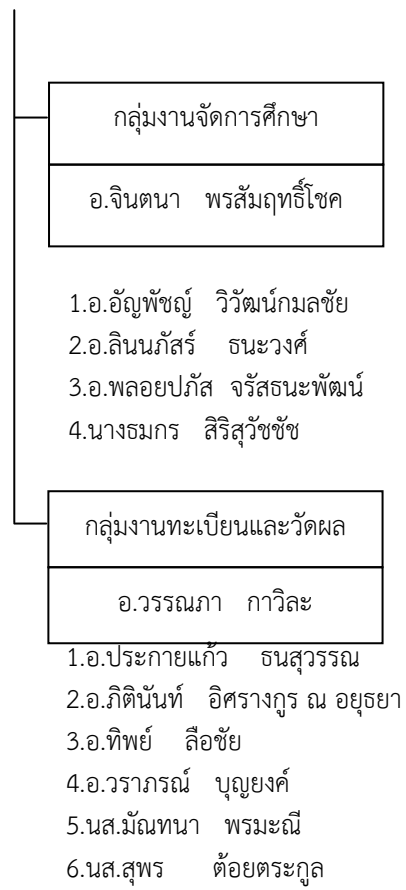 กลุ่มงานจัดการศึกษา
อ.จินตนา พรสัมฤทธิ์โชค
1.อ.อัญพัชญ์ วิวัฒน์กมลชัย
2.อ.ลินนภัสร์ ธนะวงศ์
3.อ.พลอยปภัส จรัสธนะพัฒน์
4.นางธมกร สิริสุวัชชัช
กลุ่มงานทะเบียนและวัดผล
อ.วรรณภา กาวิละ
1.อ.ประกายแก้ว ธนสุวรรณ
2.อ.ภิตินันท์ อิศรางกูร ณ อยุธยา
3.อ.ทิพย์ ลือชัย
4.อ.วราภรณ์ บุญยงค์
5.นส.มัณทนา พรมะณี
6.นส.สุพร ต้อยตระกูล